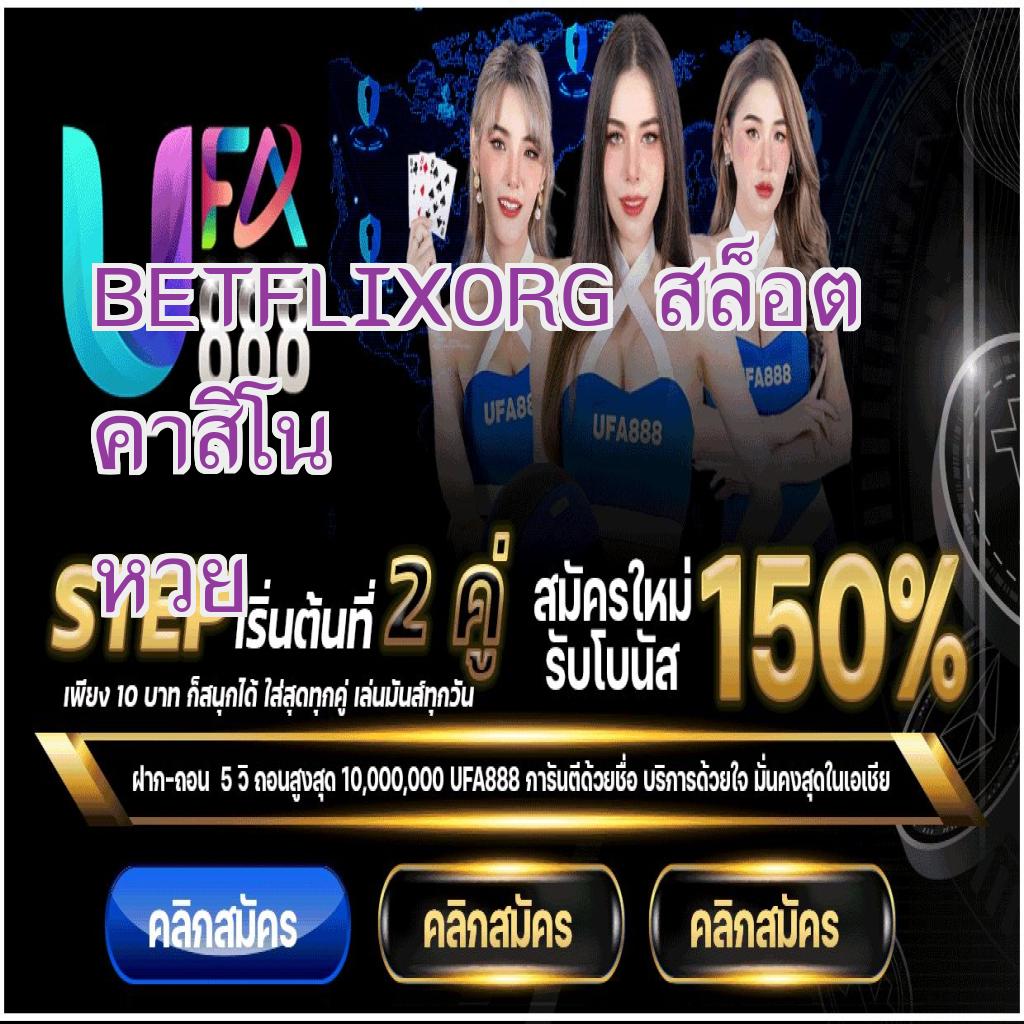 UFA
888
BETFLIXORG สล็อต
คาสิโน
หวย
UFA888
UFA888
UFA888
STEP เริ่มต้นที่ 2 คู่
เพียง 10 บาท ก็สนุกได้ ใส่สุดทุกคู่ เล่นมันส์ทุกวัน
สมัครใหม่
รับโบนัส
150%
ฝาก-ถอน 5 วิ ถอนสูงสุด 10,000,000 UFA888 การันตีด้วยชื่อ บริการด้วยใจ มั่นคงสุดในเอเชีย
คลิกสมัคร
คลิกสมัคร
คลิกสมัคร